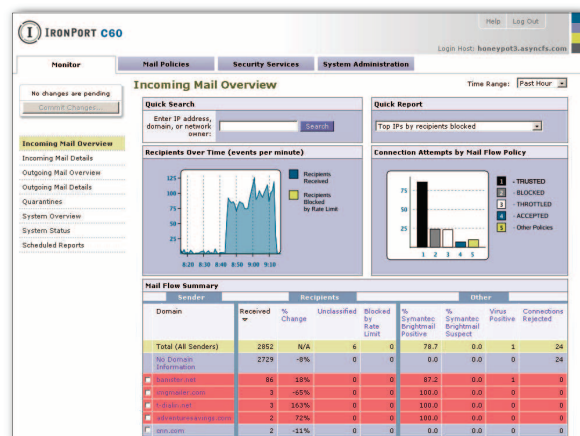 Help Log Out
IRONPORT C60
Login Host: honeypot3.asyncfs.com
Monitor Mail Policies Security Services System Administration
No changes are pending
Commit Changes...
Incoming Mail Overview
Time Range: Past Hour
Quick Search
Enter IP address, domain, or network owner:
Search
Quick Report
Top IPs by recipients blocked
Incoming Mail Overview
Incoming Mail Details
Outgoing Mail Overview
Outgoing Mail Details
Quarantines
System Overview
System Status
Scheduled Reports
Recipients Over Time (events per minute)
125
100
75
50
25
8:20 8:30 8:40 8:50 9:00 9:10
Recipients Received
Recipients Blocked by Rate Limit
Connection Attempts by Mail Flow Policy
75
50
25
1 2 3 4 5
1 - TRUSTED
2 - BLOCKED
3 - THROTTLED
4 - ACCEPTED
5 - Other Policies
Mail Flow Summary
Sender Recipients Other
Domain Received % Change Unclassified Blocked by Rate Limit % Symantec Brightmail Positive % Symantec Brightmail Suspect Virus Positive Connections Rejected
Total (All Senders) 2852 N/A 6 0 78.7 0.0 1 24
No Domain Information 2729 -8% 0 0 0.0 0.0 0 24
86 18% 0 0 87.2 0.0 1 0
3 -65% 0 0 100.0 0.0 0 0
3 163% 0 0 100.0 0.0 0 0
2 72% 0 0 100.0 0.0 0 0
cnn.com 2 -11% 0 0 0.0 0.0 0 0